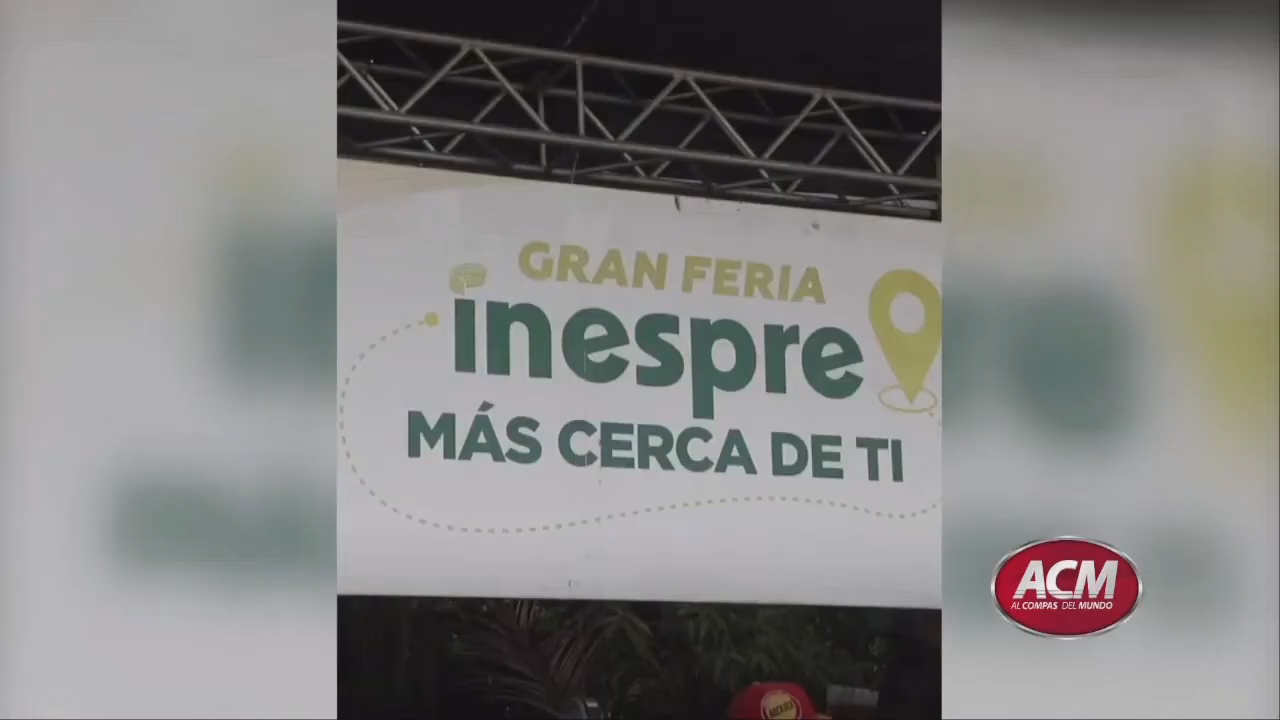 GRAN FERIA
inespre
MÁS CERCA DE TI
ACM
AL COMPAS DEL MUNDO